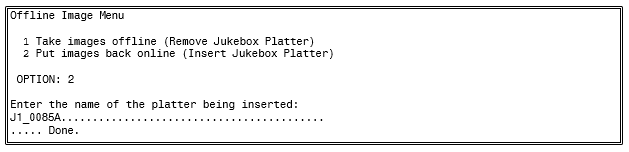 Offline Image Menu
1 Take images offline (Remove Jukebox Platter)
2 Put images back online (Insert Jukebox Platter)
OPTION: 2
Enter the name of the platter being inserted:
J1_0085A..........................................
..... Done.